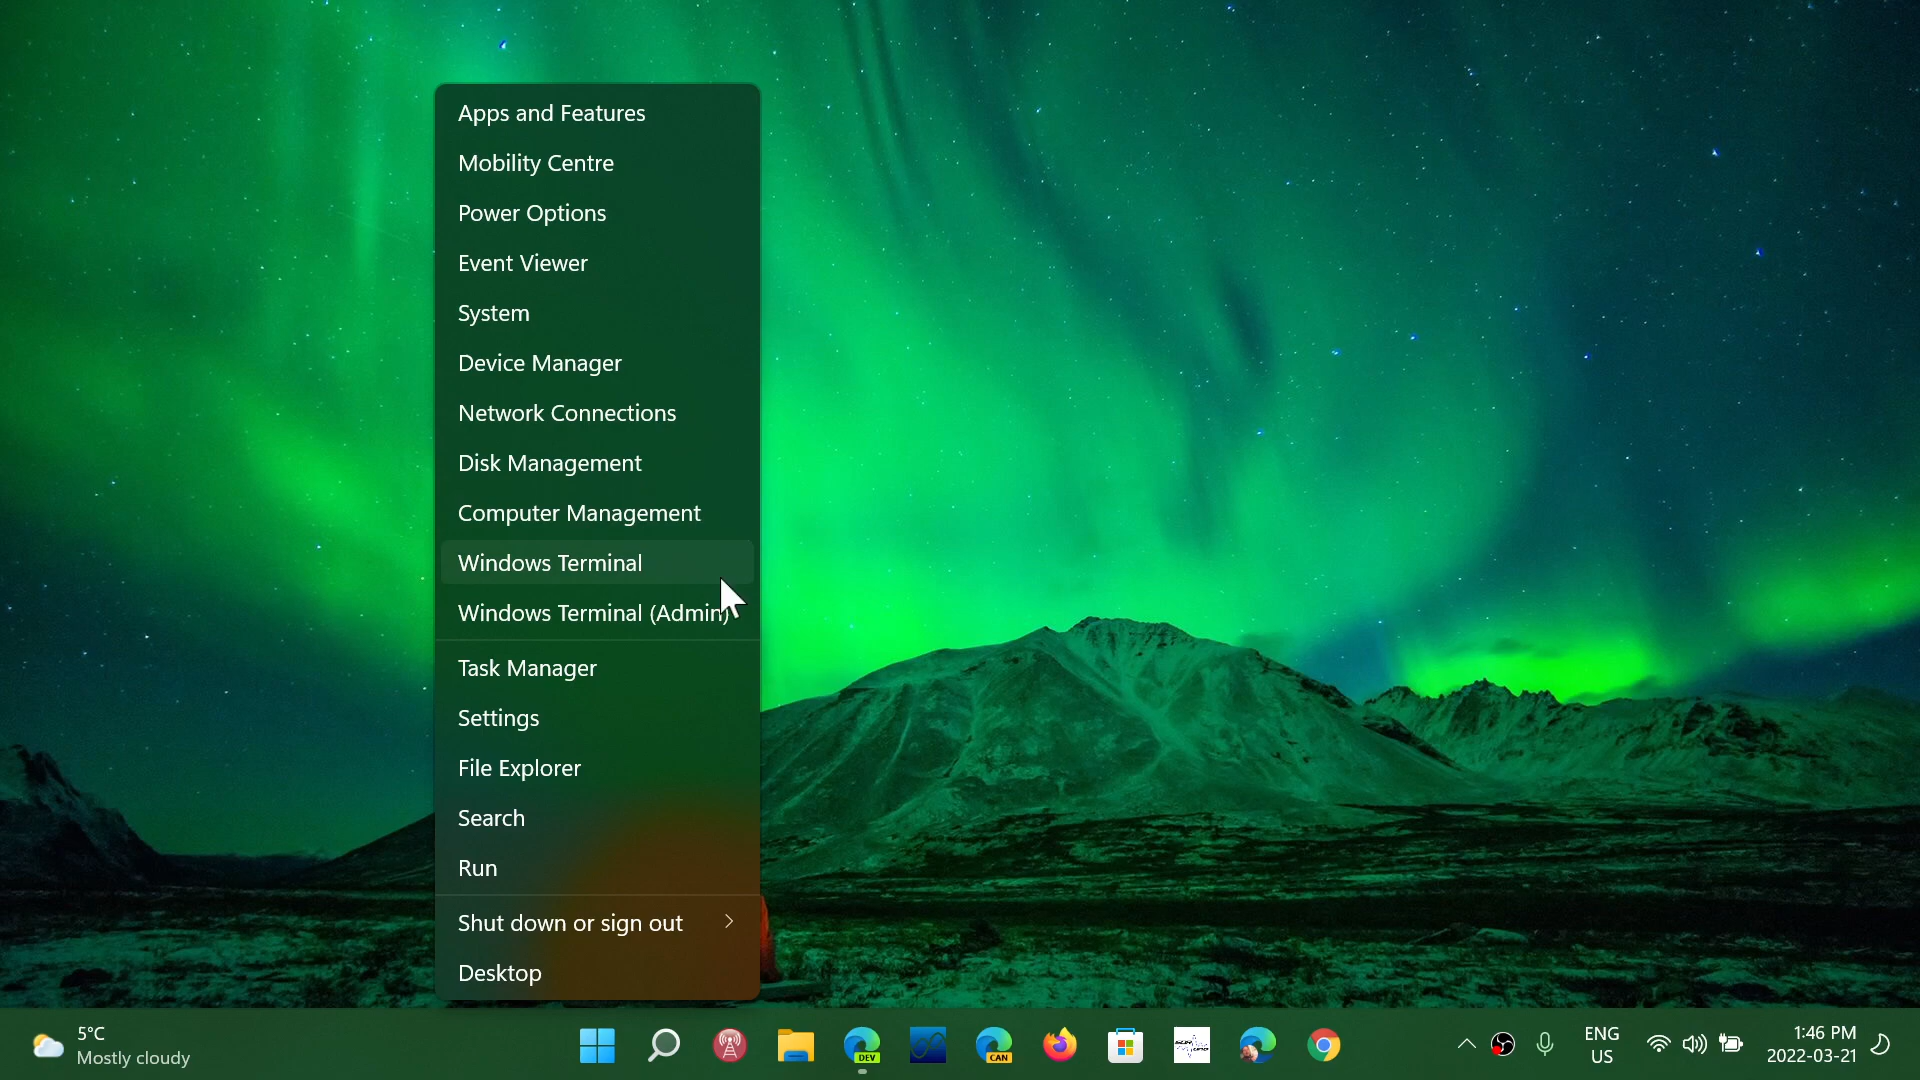 Apps and Features
Mobility Centre
Power Options
Event Viewer
System
Device Manager
Network Connections
Disk Management
Computer Management
Windows Terminal
Windows Terminal (Admin)
Task Manager
Settings
File Explorer
Search
Run
Shut down or sign out
Desktop
5°C
Mostly cloudy
DEV
CAN
ENG
US
1:46 PM
2022-03-21